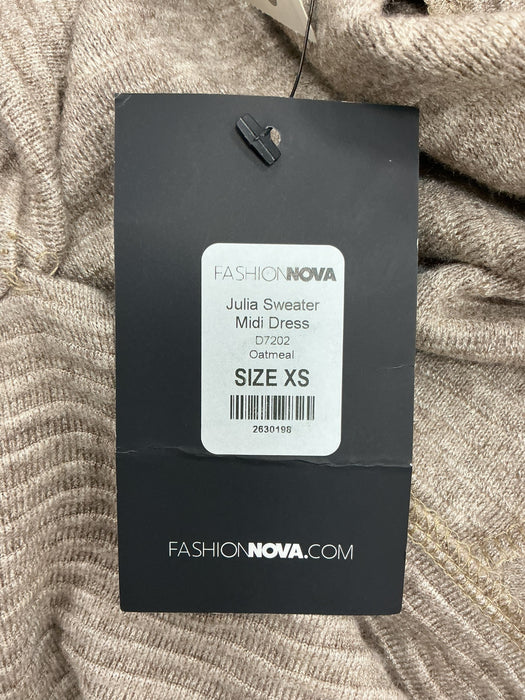 FASHIONNOVA
Julia Sweater
Midi Dress
D7202
Oatmeal
SIZE XS
2630198
FASHIONNOVA.COM